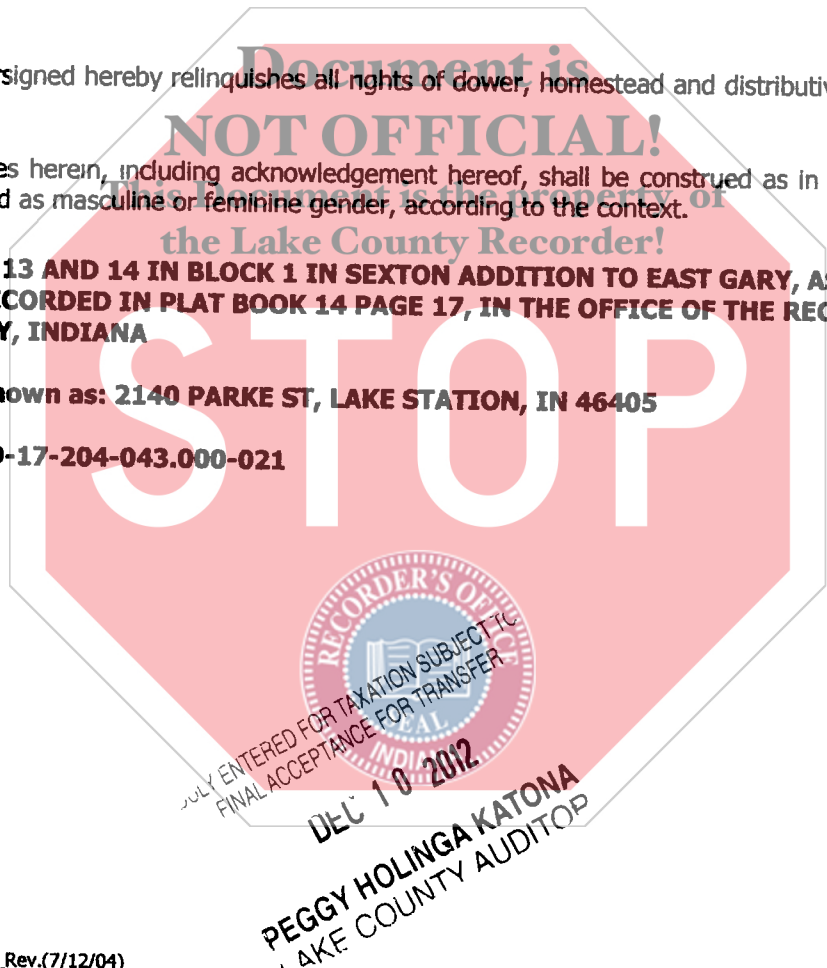 signed hereby relinquishes all rights of dower, homestead and distributiv
Document is
NOT OFFICIAL!
es herein, including acknowledgement hereof, shall be construed as in
This Document is the property of
d as masculine or feminine gender, according to the context.
the Lake County Recorder!
13 AND 14 IN BLOCK 1 IN SEXTON ADDITION TO EAST GARY, AS
CORDED IN PLAT BOOK 14 PAGE 17, IN THE OFFICE OF THE REC
Y, INDIANA
nown as: 2140 PARKE ST, LAKE STATION, IN 46405
-17-204-043.000-021
STOP
RECORDER'S OFFICE
SEAL
INDIANA
DULY ENTERED FOR TAXATION SUBJECT TO
FINAL ACCEPTANCE FOR TRANSFER
DEC 10 2012
PEGGY HOLINGA KATONA
LAKE COUNTY AUDITOR
Rev.(7/12/04)